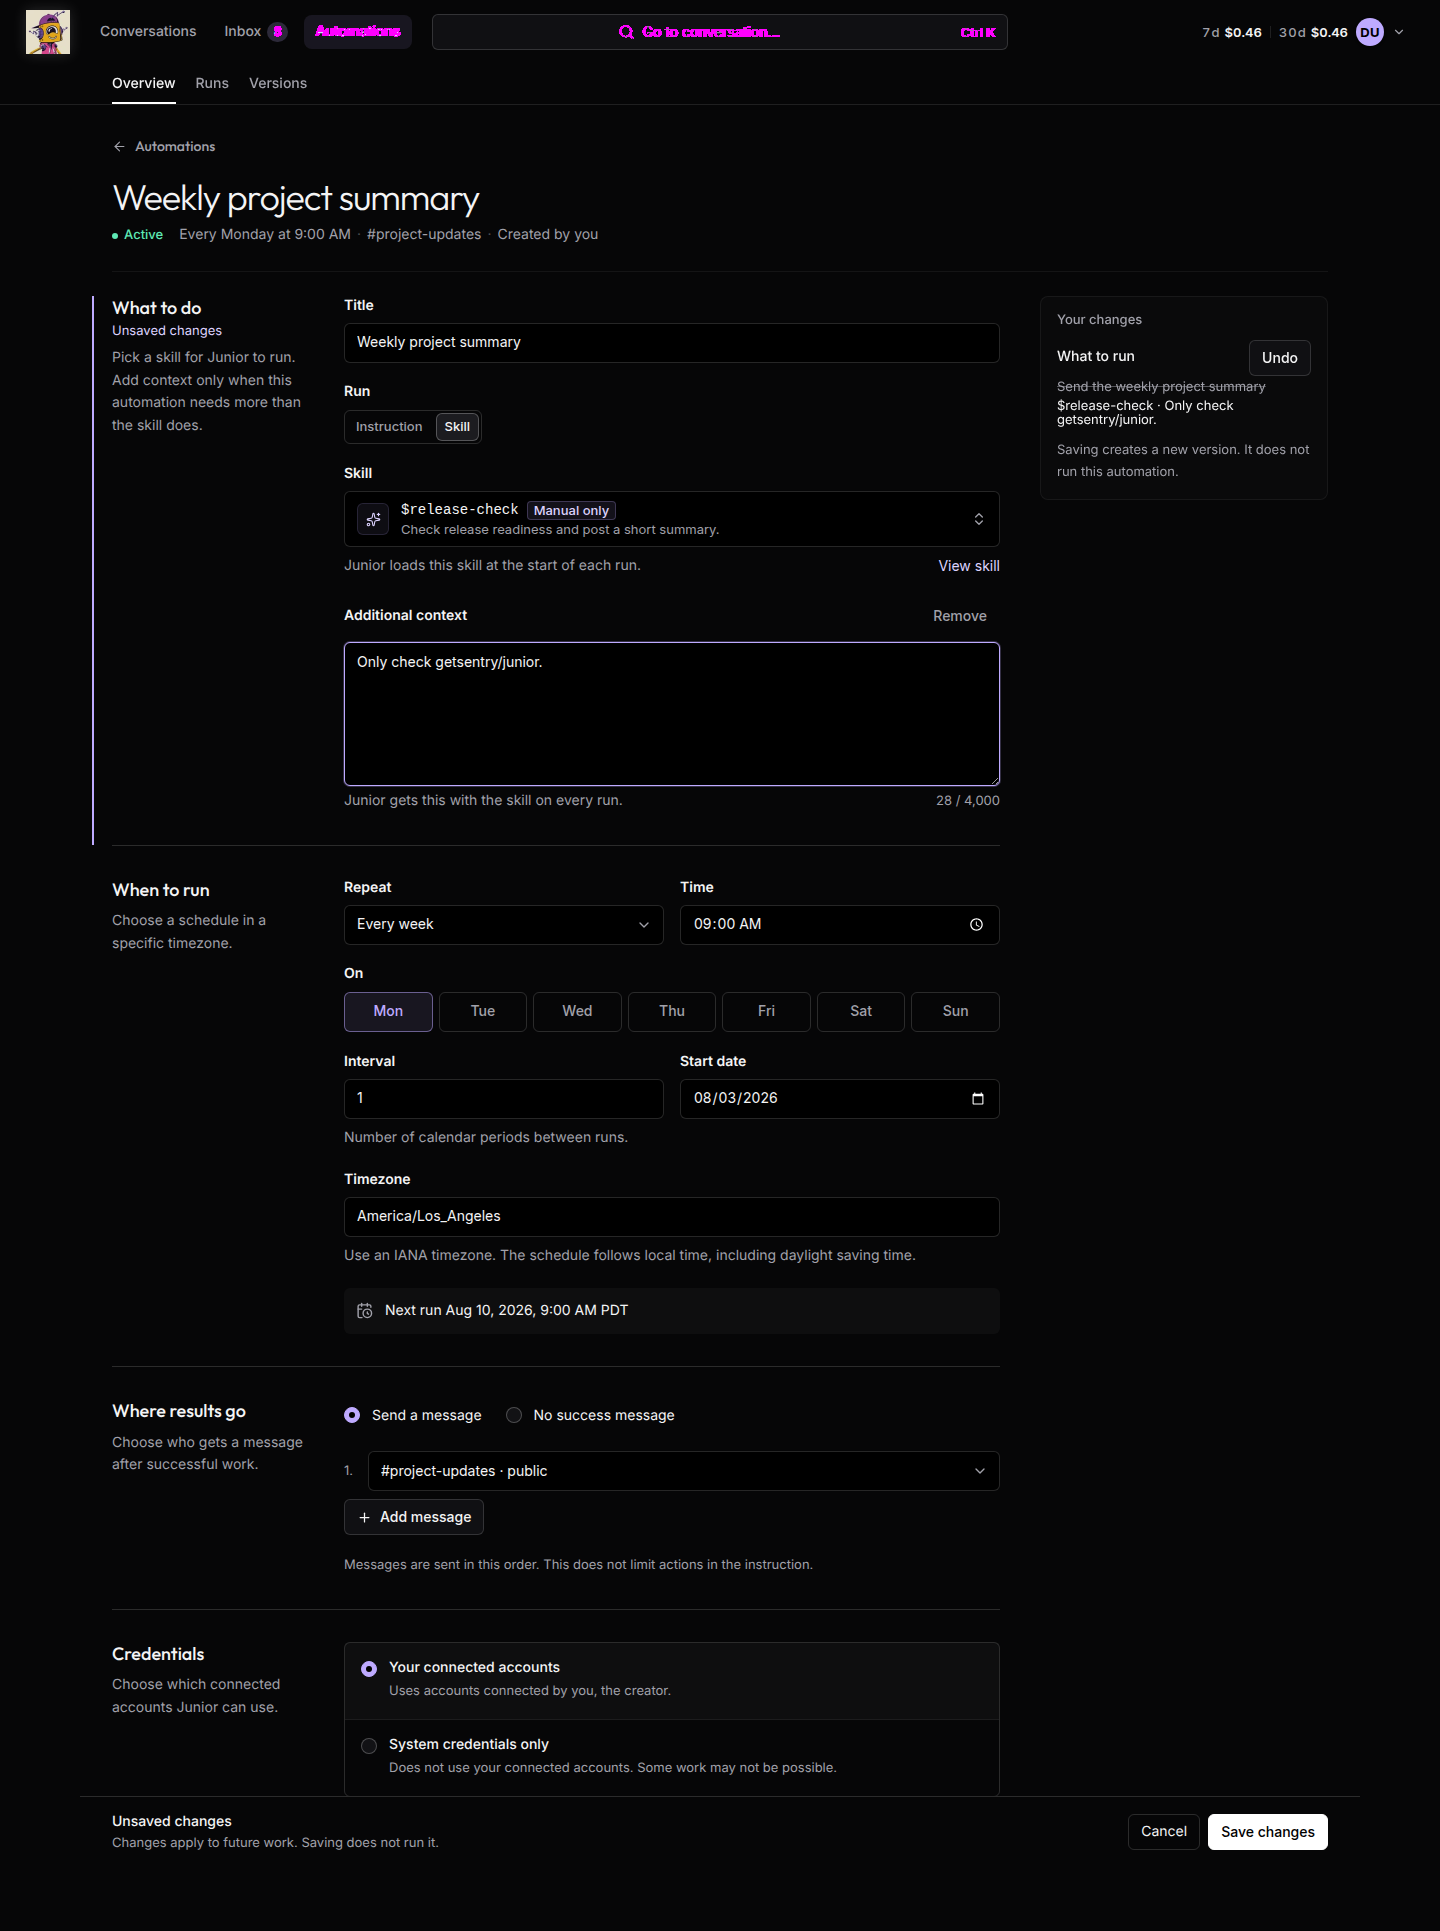 Conversations Inbox 8 Automations Go to conversation... Ctrl K 7d $0.46 30d $0.46 DU
Overview Runs Versions
Automations
Weekly project summary
Active Every Monday at 9:00 AM · #project-updates · Created by you
What to do
Unsaved changes
Pick a skill for Junior to run.
Add context only when this
automation needs more than
the skill does.
Title
Weekly project summary
Run
Instruction Skill
Skill
$release-check Manual only
Check release readiness and post a short summary.
Junior loads this skill at the start of each run. View skill
Additional context Remove
Only check getsentry/junior.
Junior gets this with the skill on every run. 28 / 4,000
Your changes
What to run Undo
Send the weekly project summary
$release-check · Only check
getsentry/junior.
Saving creates a new version. It does not
run this automation.
When to run
Choose a schedule in a
specific timezone.
Repeat Time
Every week 09:00 AM
On
Mon Tue Wed Thu Fri Sat Sun
Interval Start date
1 08/03/2026
Number of calendar periods between runs.
Timezone
America/Los_Angeles
Use an IANA timezone. The schedule follows local time, including daylight saving time.
Next run Aug 10, 2026, 9:00 AM PDT
Where results go
Choose who gets a message
after successful work.
Send a message No success message
1. #project-updates · public
Add message
Messages are sent in this order. This does not limit actions in the instruction.
Credentials
Choose which connected
accounts Junior can use.
Your connected accounts
Uses accounts connected by you, the creator.
System credentials only
Does not use your connected accounts. Some work may not be possible.
Unsaved changes
Changes apply to future work. Saving does not run it.
Cancel Save changes